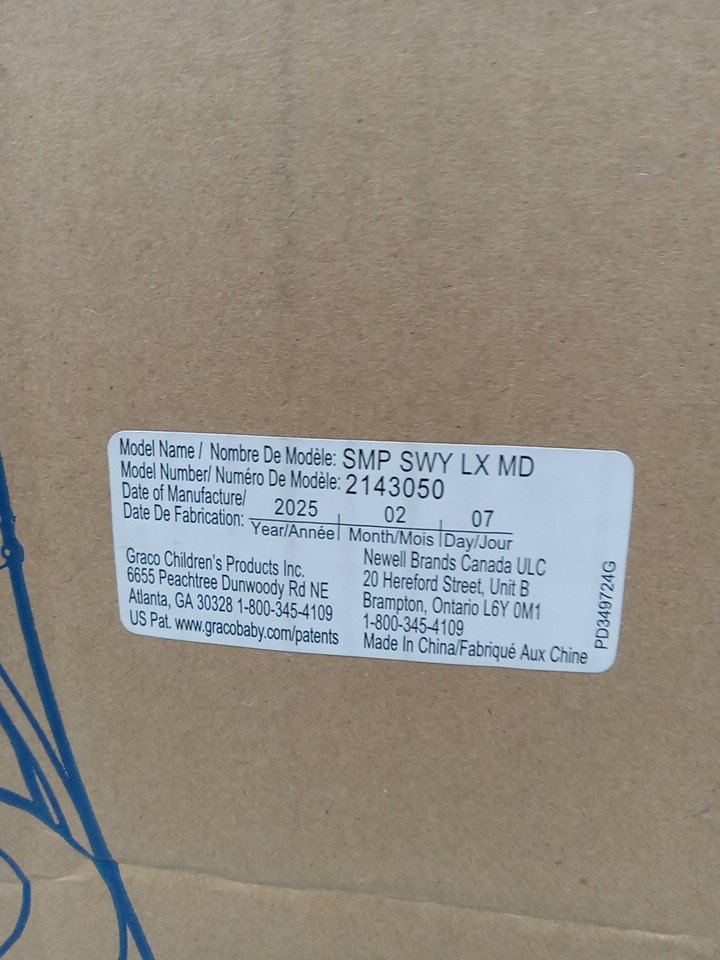 Model Name / Nombre De Modèle: SMP SWY LX MD
Model Number/ Numéro De Modèle: 2143050
Date of Manufacture/
Date De Fabrication: 2025 02 07
Year/Année Month/Mois Day/Jour
Graco Children's Products Inc.
6655 Peachtree Dunwoody Rd NE
Atlanta, GA 30328 1-800-345-4109
US Pat. www.gracobaby.com/patents
Newell Brands Canada ULC
20 Hereford Street, Unit B
Brampton, Ontario L6Y 0M1
1-800-345-4109
Made In China/Fabriqué Aux Chine
PD349724G